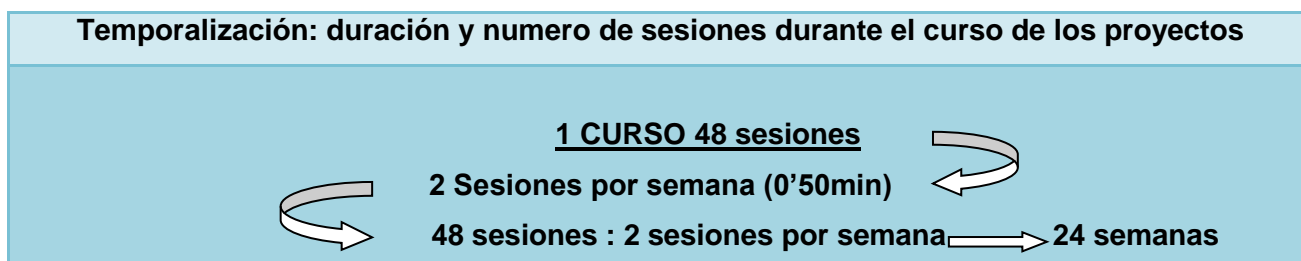 Temporalización: duración y numero de sesiones durante el curso de los proyectos
1 CURSO 48 sesiones
2 Sesiones por semana (0’50min)
48 sesiones : 2 sesiones por semana 24 semanas